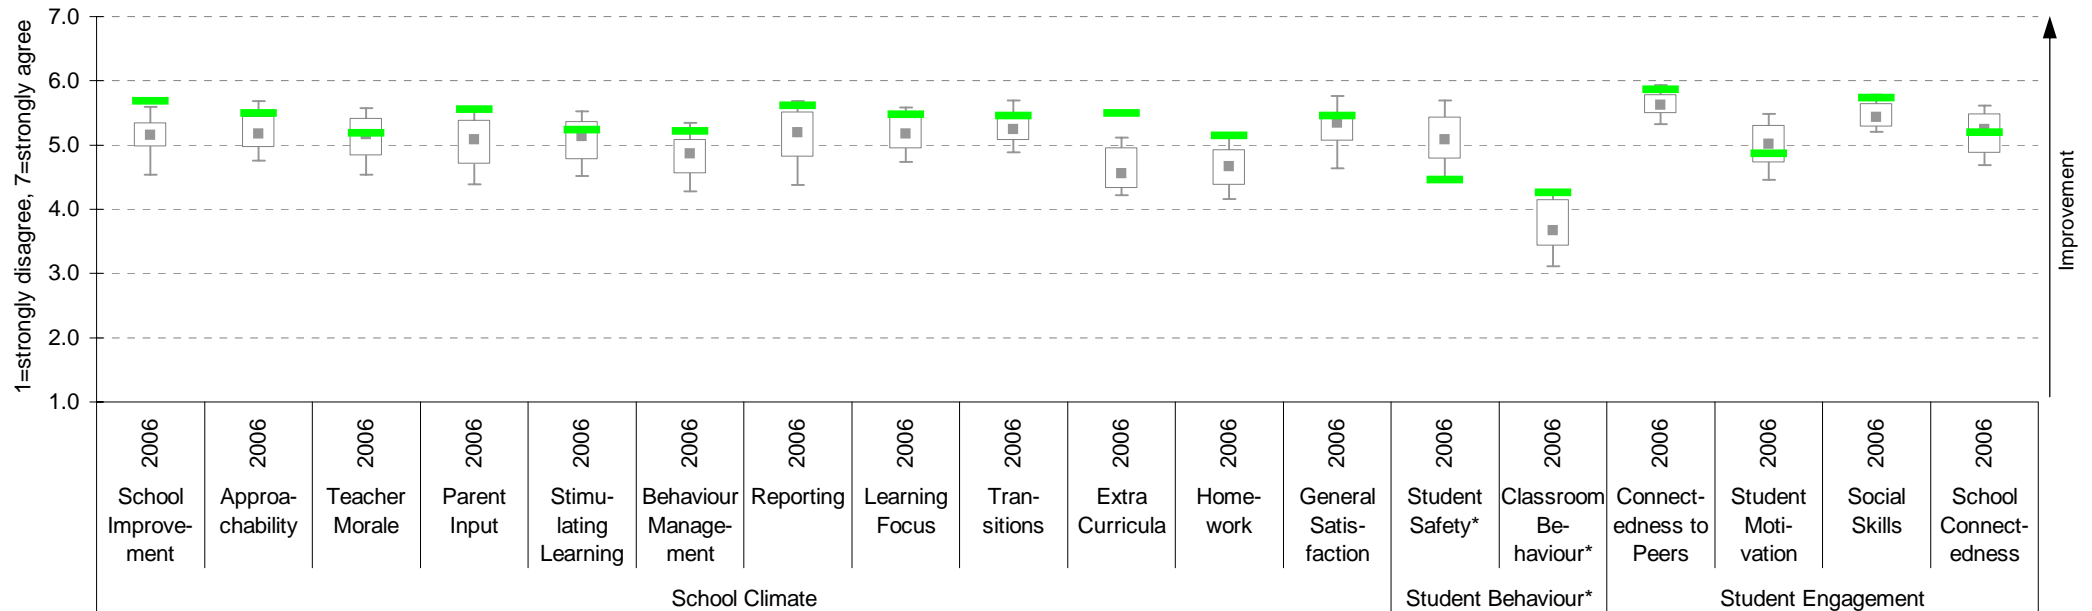 1=strongly disagree, 7=strongly agree
7.0
6.0
5.0
4.0
3.0
2.0
1.0
Improvement
2006 2006 2006 2006 2006 2006 2006 2006 2006 2006 2006 2006 2006 2006 2006 2006 2006 2006
School
Improve-
ment
Approa-
chability
Teacher
Morale
Parent
Input
Stimu-
lating
Learning
Behaviour
Manage-
ment
Reporting
Learning
Focus
Tran-
sitions
Extra
Curricula
Home-
work
General
Satis-
faction
Student
Safety*
Classroom
Be-
haviour*
Connect-
edness to
Peers
Student
Moti-
vation
Social
Skills
School
Connect-
edness
School Climate
Student Behaviour*
Student Engagement